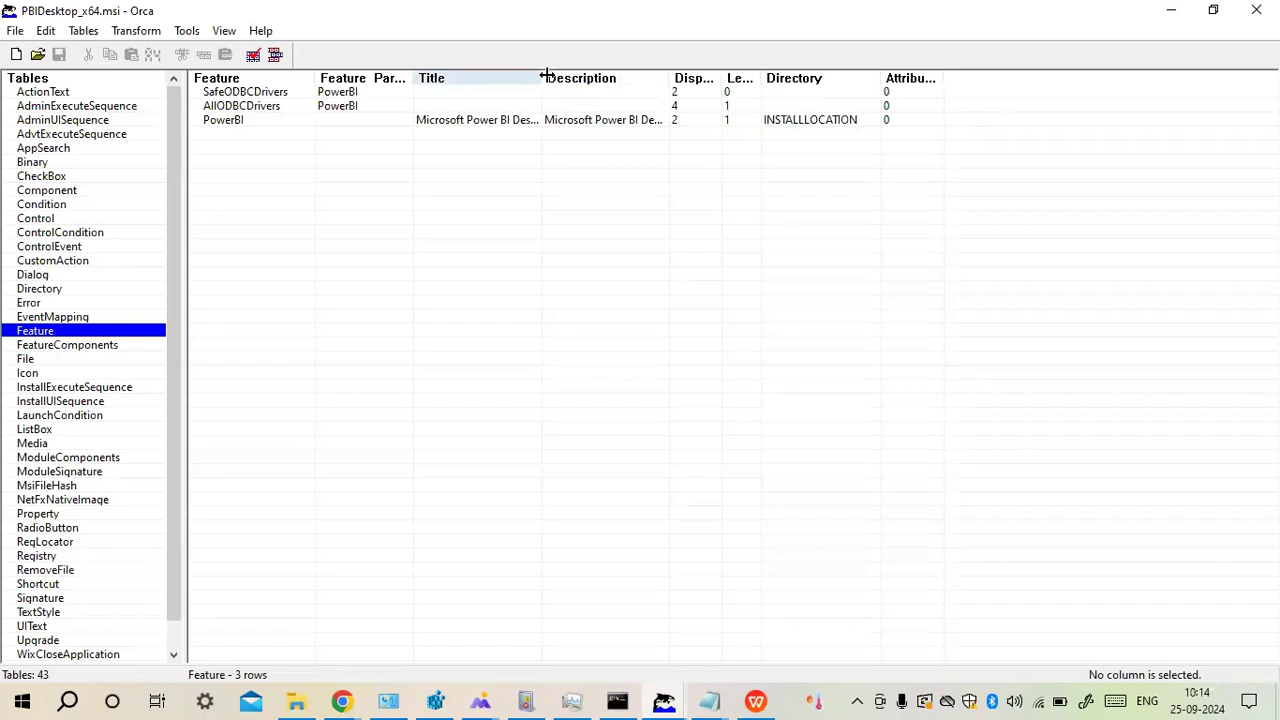 PBIDesktop_x64.msi - Orca
File Edit Tables Transform Tools View Help
Tables
ActionText
AdminExecuteSequence
AdminUISequence
AdvtExecuteSequence
AppSearch
Binary
CheckBox
Component
Condition
Control
ControlCondition
ControlEvent
CustomAction
Dialog
Directory
Error
EventMapping
Feature
FeatureComponents
File
Icon
InstallExecuteSequence
InstallUISequence
LaunchCondition
ListBox
Media
ModuleComponents
ModuleSignature
MsiFileHash
NetFxNativeImage
Property
RadioButton
ReqLocator
Registry
RemoveFile
Shortcut
Signature
TextStyle
UIText
Upgrade
WixCloseApplication
Feature Feature Par... Title Description Disp... Le... Directory Attribu...
SafeODBCDrivers PowerBI 2 0 0
AllODBCDrivers PowerBI 4 1 0
PowerBI Microsoft Power BI Des... Microsoft Power BI De... 2 1 INSTALLLOCATION 0
Tables: 43 Feature - 3 rows No column is selected.
ENG
10:14
25-09-2024